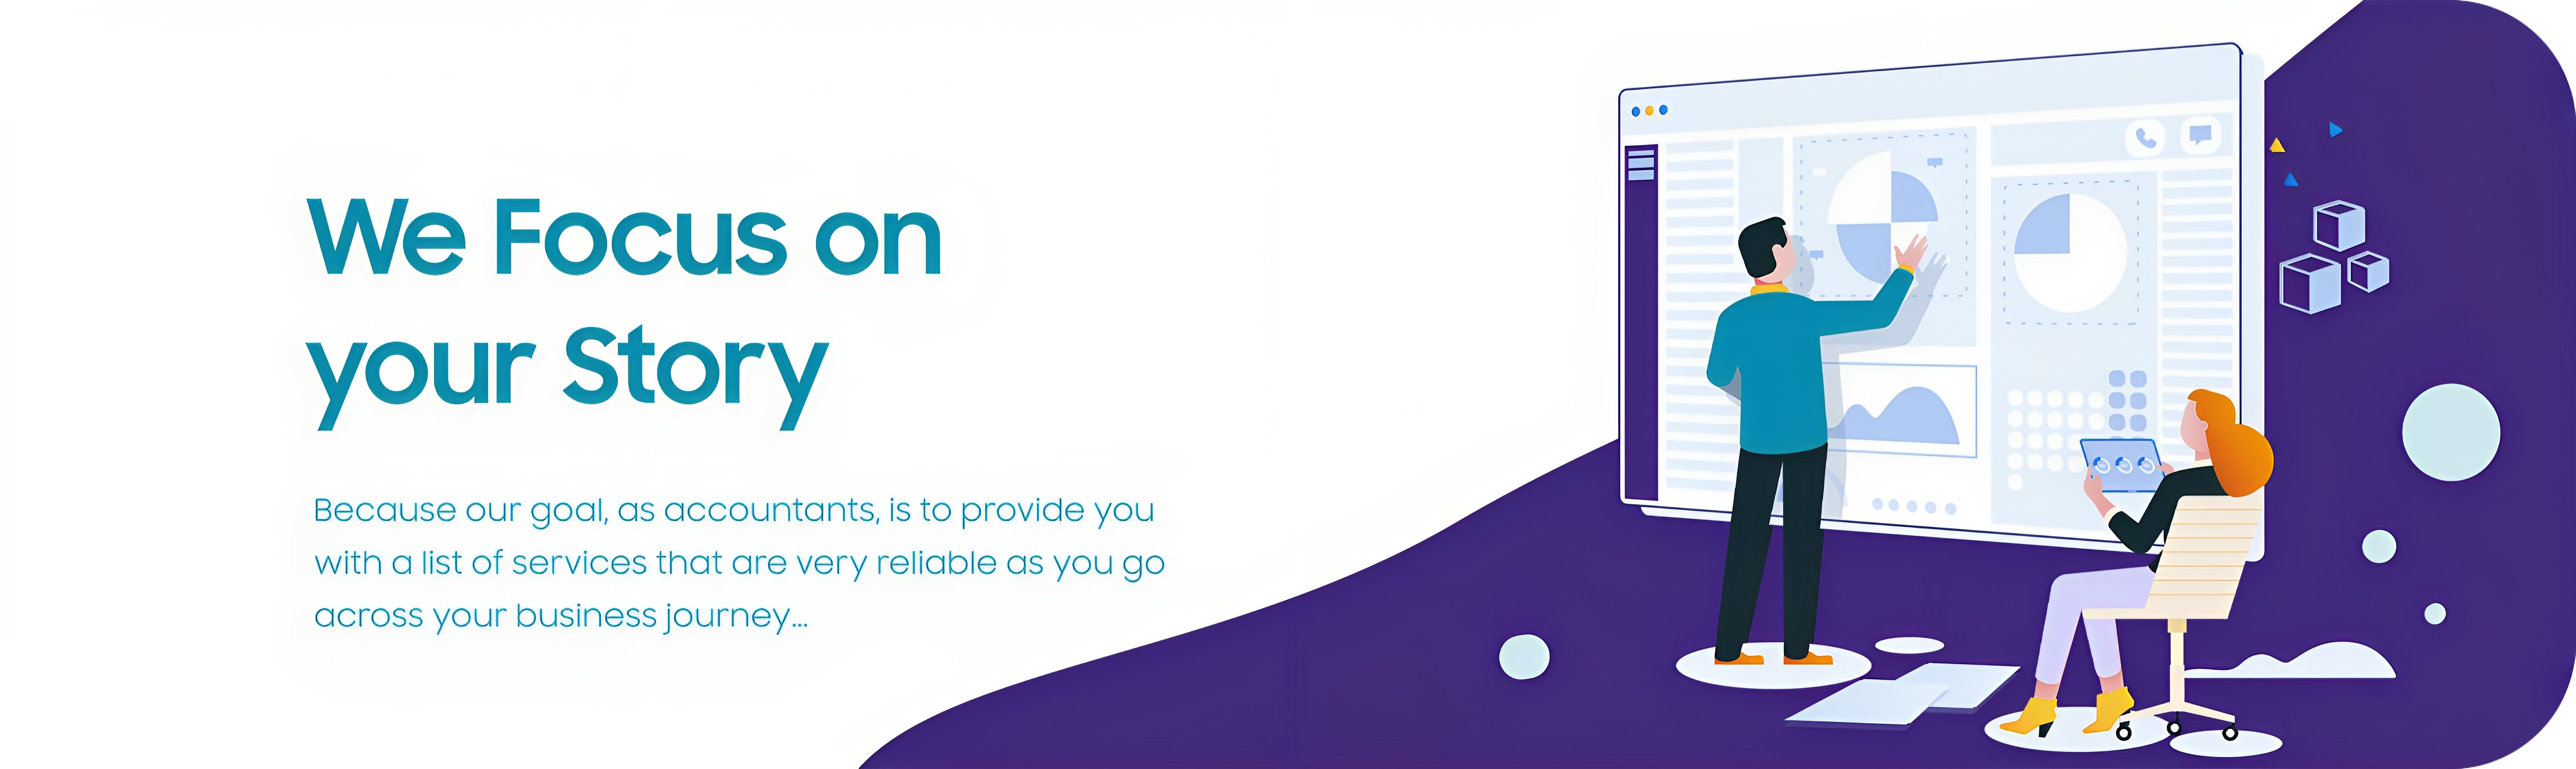 We Focus on
your Story
Because our goal, as accountants, is to provide you
with a list of services that are very reliable as you go
across your business journey...